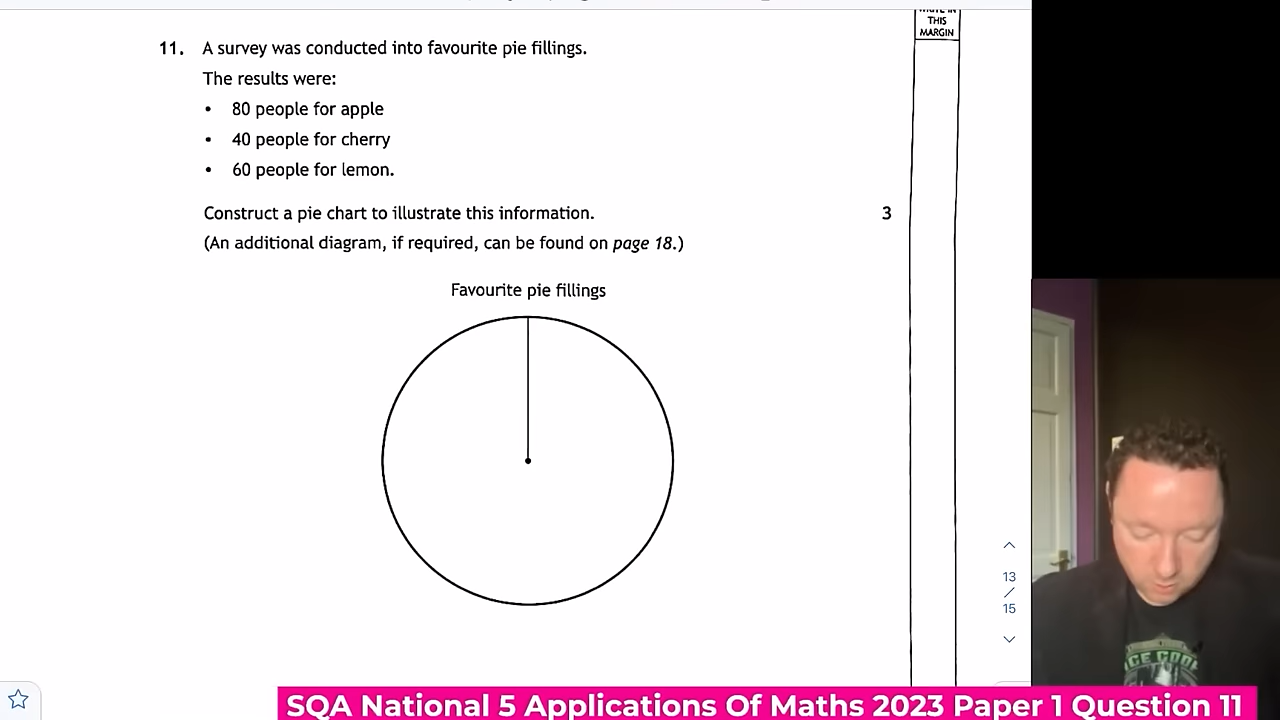 THIS
MARGIN
11. A survey was conducted into favourite pie fillings.
The results were:
• 80 people for apple
• 40 people for cherry
• 60 people for lemon.
Construct a pie chart to illustrate this information. 3
(An additional diagram, if required, can be found on page 18.)
Favourite pie fillings
13
/
15
SQA National 5 Applications Of Maths 2023 Paper 1 Question 11